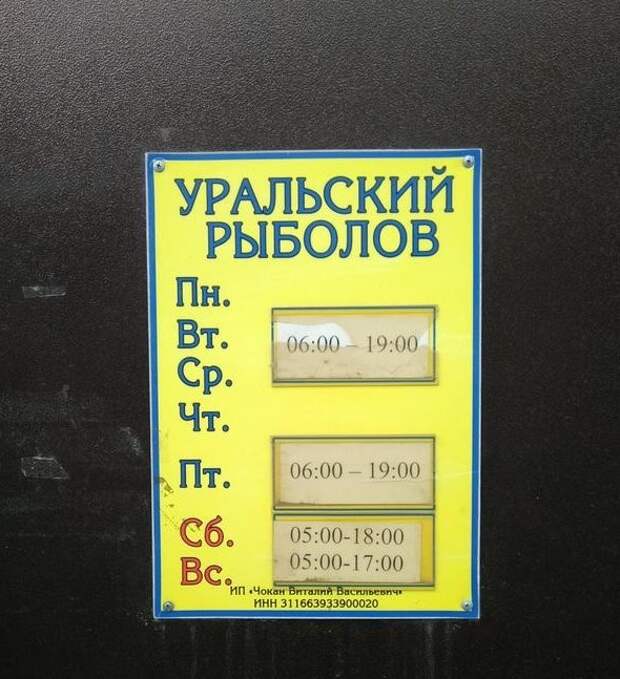 УРАЛЬСКИЙ
РЫБОЛОВ
Пн.
Вт.
06:00 – 19:00
Ср.
Чт.
Пт.
06:00 – 19:00
Сб.
05:00-18:00
Вс.
05:00-17:00
ИП «Чокан Виталий Васильевич»
ИНН 311663933900020